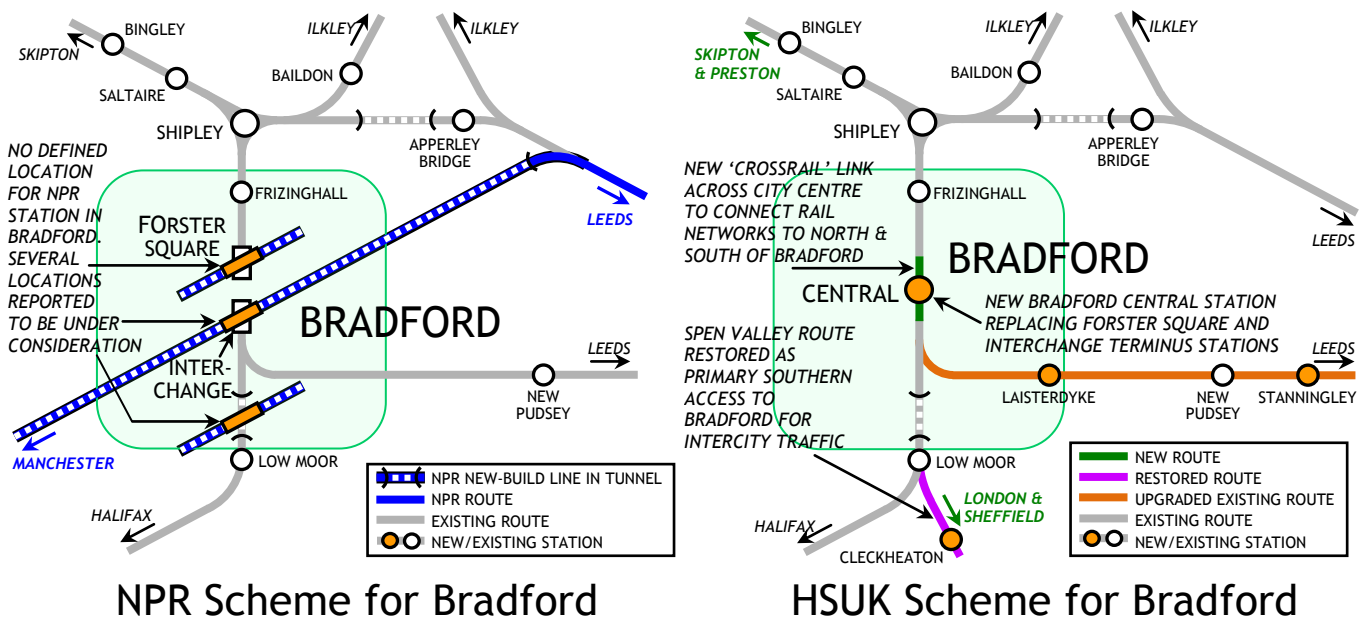 BINGLEY
SKIPTON
SALTAIRE
ILKLEY
ILKLEY
BAILDON
SHIPLEY
APPERLEY
BRIDGE
NO DEFINED
LOCATION
FOR NPR
STATION IN
BRADFORD.
SEVERAL
LOCATIONS
REPORTED
TO BE UNDER
CONSIDERATION
FRIZINGHALL
FORSTER
SQUARE
LEEDS
BRADFORD
INTER-
CHANGE
LEEDS
NEW
PUDSEY
MANCHESTER
LOW MOOR
HALIFAX
NPR NEW-BUILD LINE IN TUNNEL
NPR ROUTE
EXISTING ROUTE
NEW/EXISTING STATION
NPR Scheme for Bradford
BINGLEY
SKIPTON
& PRESTON
SALTAIRE
ILKLEY
ILKLEY
BAILDON
SHIPLEY
APPERLEY
BRIDGE
NEW ‘CROSSRAIL’ LINK
ACROSS CITY CENTRE
TO CONNECT RAIL
NETWORKS TO NORTH &
SOUTH OF BRADFORD
FRIZINGHALL
LEEDS
BRADFORD
CENTRAL
NEW BRADFORD CENTRAL STATION
REPLACING FORSTER SQUARE AND
INTERCHANGE TERMINUS STATIONS
SPEN VALLEY ROUTE
RESTORED AS
PRIMARY SOUTHERN
ACCESS TO
BRADFORD FOR
INTERCITY TRAFFIC
LEEDS
LAISTERDYKE
NEW
PUDSEY
STANNINGLEY
LOW MOOR
LONDON &
SHEFFIELD
HALIFAX
CLECKHEATON
NEW ROUTE
RESTORED ROUTE
UPGRADED EXISTING ROUTE
EXISTING ROUTE
NEW/EXISTING STATION
HSUK Scheme for Bradford